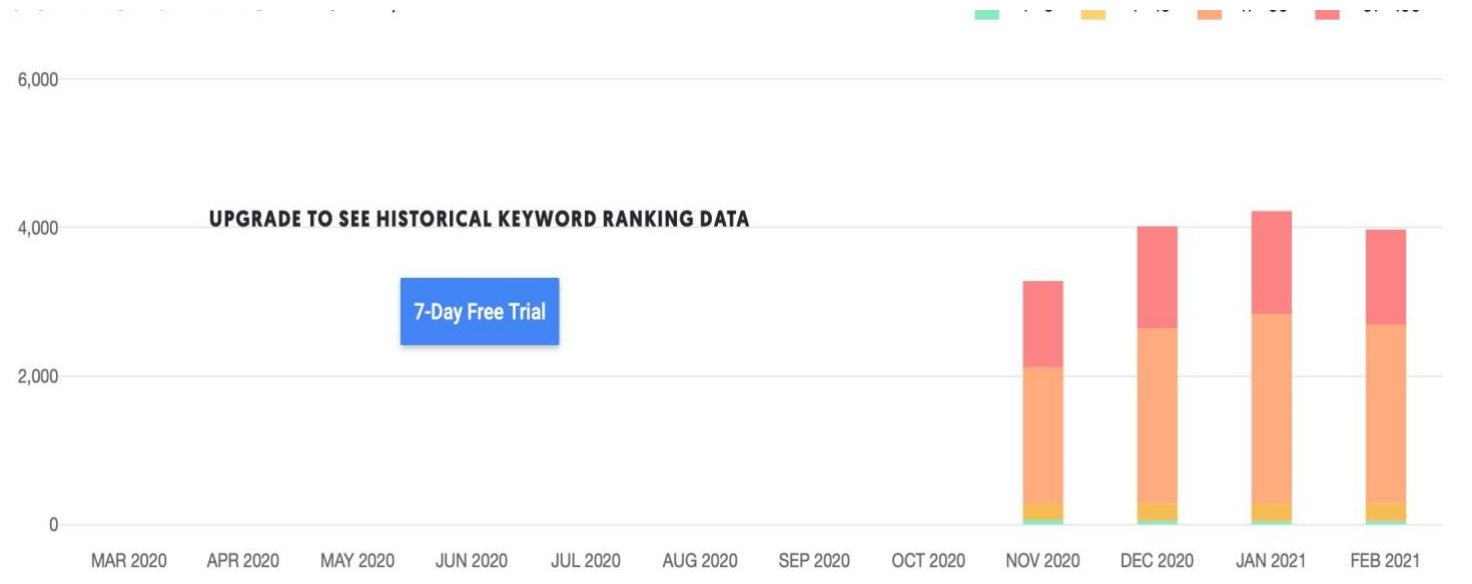 6,000
UPGRADE TO SEE HISTORICAL KEYWORD RANKING DATA
4,000
7-Day Free Trial
2,000
0
MAR 2020 APR 2020 MAY 2020 JUN 2020 JUL 2020 AUG 2020 SEP 2020 OCT 2020 NOV 2020 DEC 2020 JAN 2021 FEB 2021